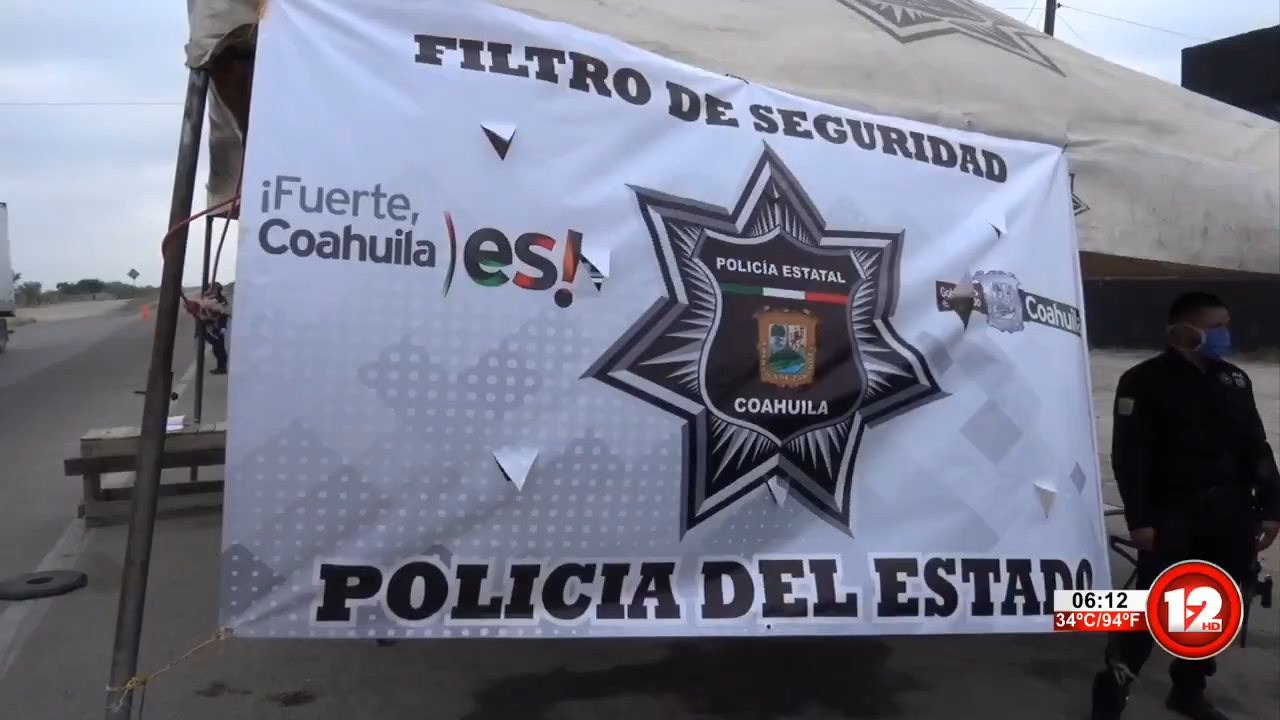 FILTRO DE SEGURIDAD
¡Fuerte,
Coahuila
es!
POLICÍA ESTATAL
COAHUILA
Coahuila
POLICIA DEL ESTADO
06:12
34°C/94°F
12
HD